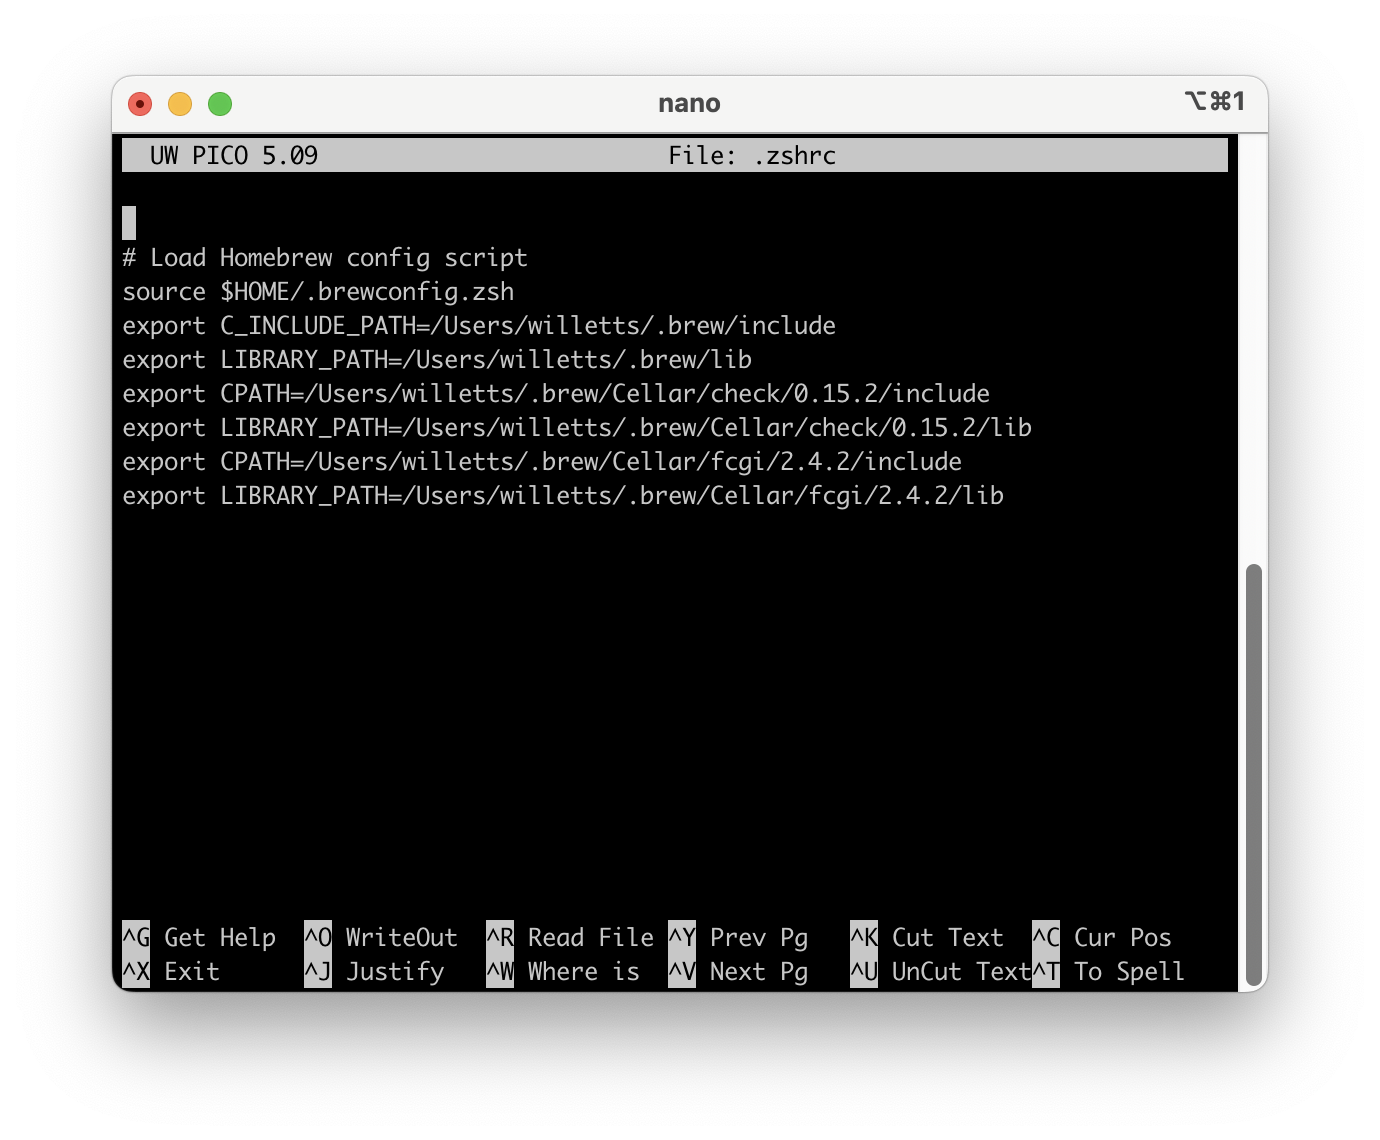 nano
⌥⌘1
UW PICO 5.09 File: .zshrc
# Load Homebrew config script
source $HOME/.brewconfig.zsh
export C_INCLUDE_PATH=/Users/willetts/.brew/include
export LIBRARY_PATH=/Users/willetts/.brew/lib
export CPATH=/Users/willetts/.brew/Cellar/check/0.15.2/include
export LIBRARY_PATH=/Users/willetts/.brew/Cellar/check/0.15.2/lib
export CPATH=/Users/willetts/.brew/Cellar/fcgi/2.4.2/include
export LIBRARY_PATH=/Users/willetts/.brew/Cellar/fcgi/2.4.2/lib
^G Get Help ^O WriteOut ^R Read File ^Y Prev Pg ^K Cut Text ^C Cur Pos
^X Exit ^J Justify ^W Where is ^V Next Pg ^U UnCut Text^T To Spell